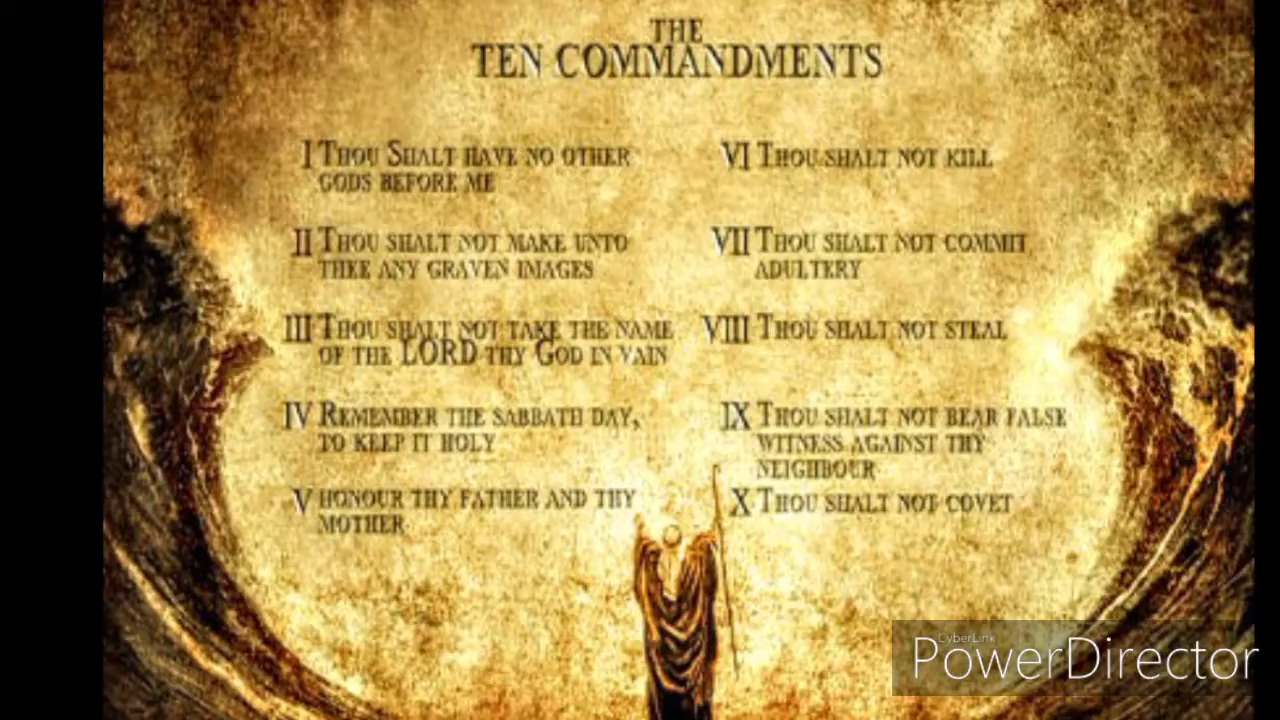 THE
TEN COMMANDMENTS
I THOU SHALT HAVE NO OTHER
GODS BEFORE ME
II THOU SHALT NOT MAKE UNTO
THEE ANY GRAVEN IMAGES
III THOU SHALT NOT TAKE THE NAME
OF THE LORD THY GOD IN VAIN
IV REMEMBER THE SABBATH DAY,
TO KEEP IT HOLY
V HONOUR THY FATHER AND THY
MOTHER
VI THOU SHALT NOT KILL
VII THOU SHALT NOT COMMIT
ADULTERY
VIII THOU SHALT NOT STEAL
IX THOU SHALT NOT BEAR FALSE
WITNESS AGAINST THY
NEIGHBOUR
X THOU SHALT NOT COVET
CyberLink
PowerDirector